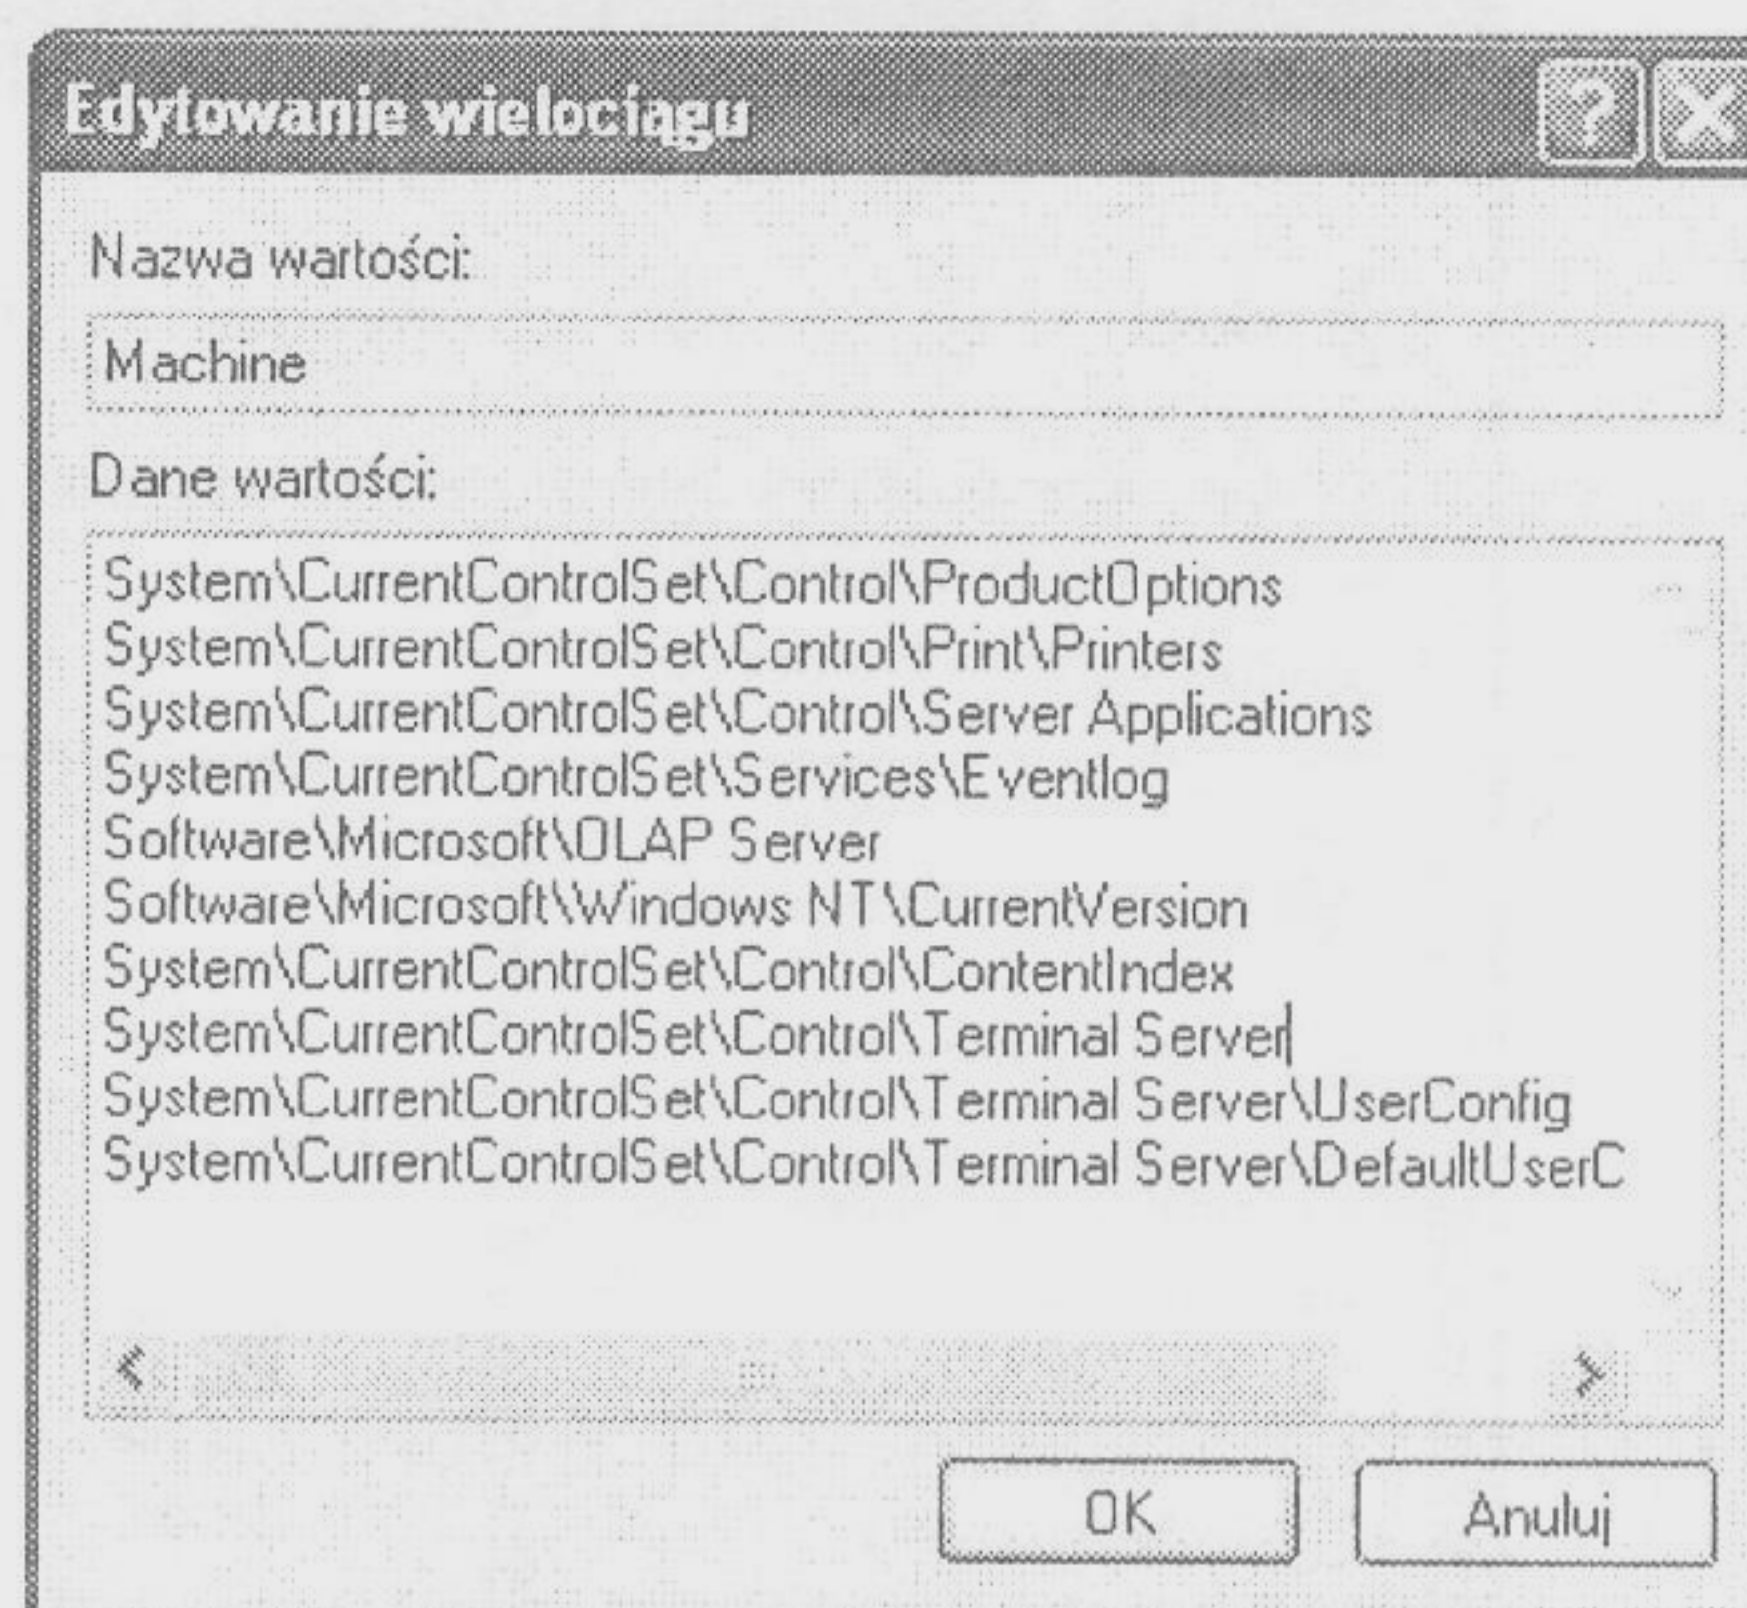 Edytowanie wielociągu
Nazwa wartości:
Machine
Dane wartości:
System\CurrentControlSet\Control\ProductOptions
System\CurrentControlSet\Control\Print\Printers
System\CurrentControlSet\Control\Server Applications
System\CurrentControlSet\Services\Eventlog
Software\Microsoft\OLAP Server
Software\Microsoft\Windows NT\CurrentVersion
System\CurrentControlSet\Control\ContentIndex
System\CurrentControlSet\Control\Terminal Server
System\CurrentControlSet\Control\Terminal Server\UserConfig
System\CurrentControlSet\Control\Terminal Server\DefaultUserC
OK Anuluj